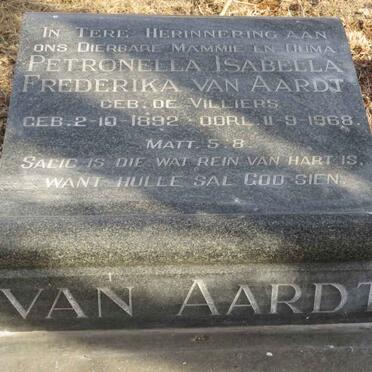 In Tere Herinnering aan
ons Dierbare Mammie en Ouma
Petronella Isabella
Frederika van Aardt
geb. de Villiers
geb. 2-10-1892 oorl. 11-9-1968.
Matt. 5-8.
Salig is die wat rein van hart is,
want hulle sal God sien.
van Aardt